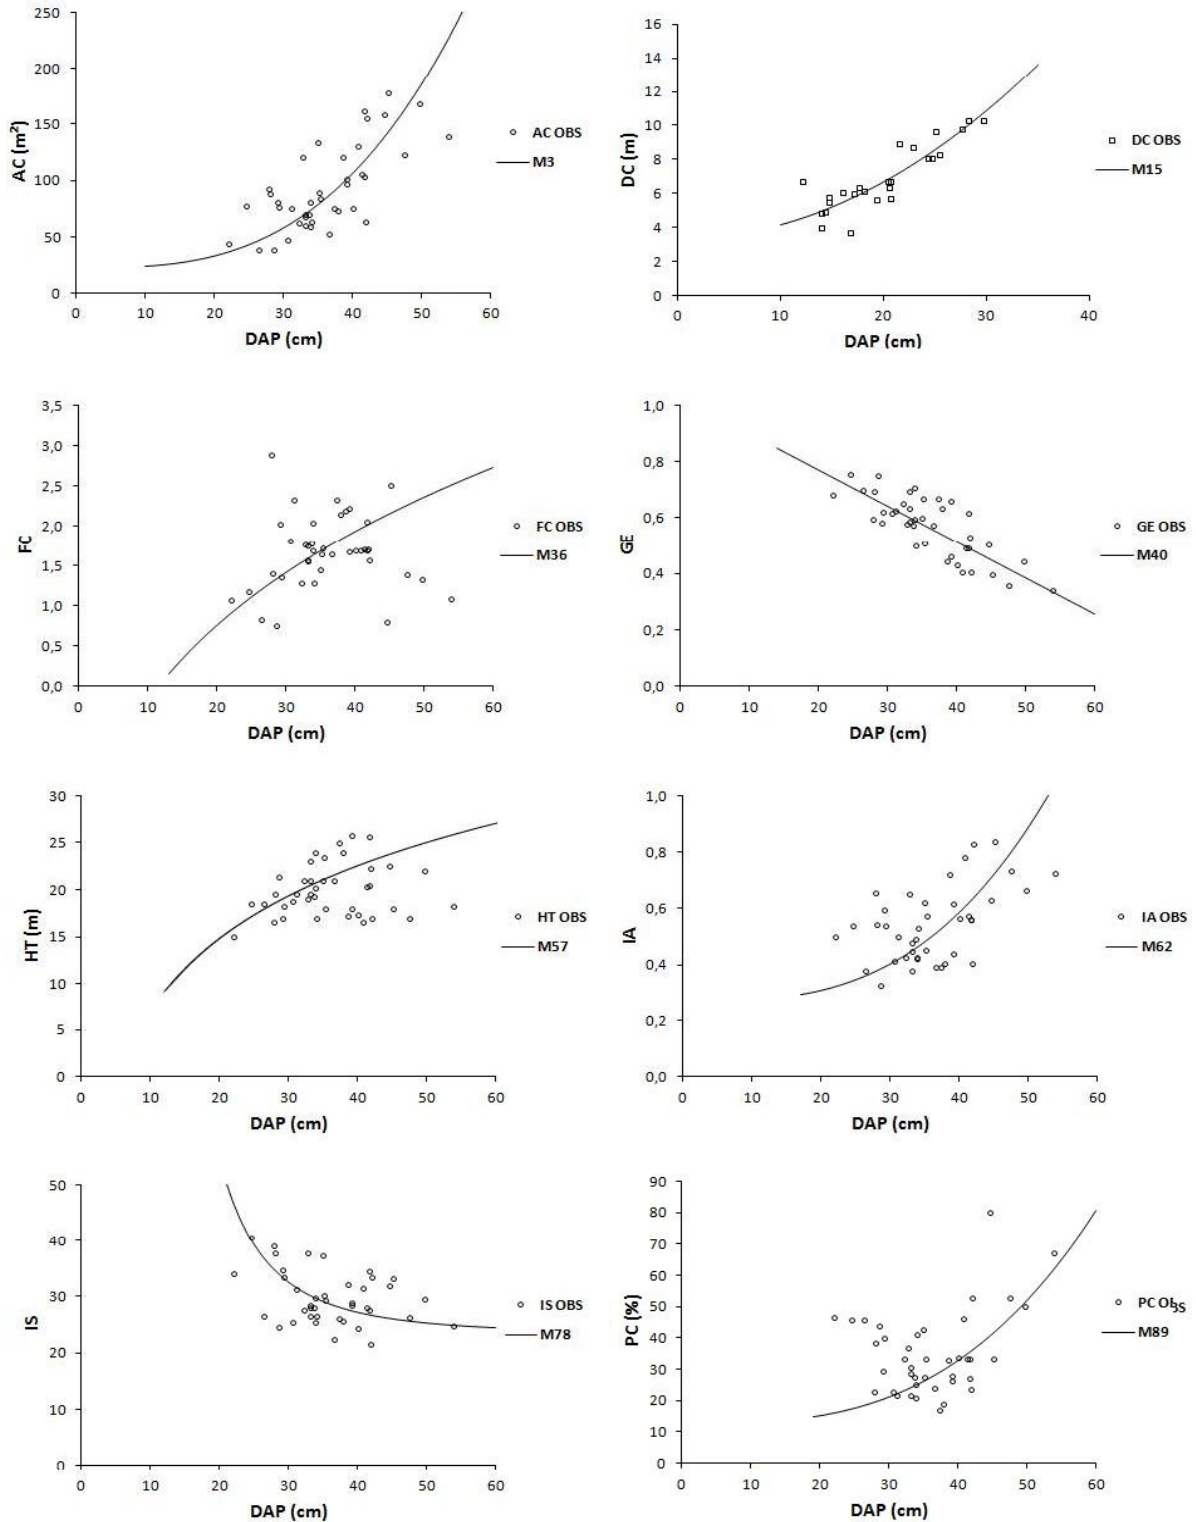 250
200
150
100
50
0
AC (m²)
0 10 20 30 40 50 60
DAP (cm)
AC OBS
M3
16
14
12
10
8
6
4
2
0
DC (m)
0 10 20 30 40
DAP (cm)
DC OBS
M15
3,5
3,0
2,5
2,0
1,5
1,0
0,5
0,0
FC
0 10 20 30 40 50 60
DAP (cm)
FC OBS
M36
1,0
0,8
0,6
0,4
0,2
0,0
GE
0 10 20 30 40 50 60
DAP (cm)
GE OBS
M40
30
25
20
15
10
5
0
HT (m)
0 10 20 30 40 50 60
DAP (cm)
HT OBS
M57
1,0
0,8
0,6
0,4
0,2
0,0
IA
0 10 20 30 40 50 60
DAP (cm)
IA OBS
M62
50
40
30
20
10
0
IS
0 10 20 30 40 50 60
DAP (cm)
IS OBS
M78
90
80
70
60
50
40
30
20
10
0
PC (%)
0 10 20 30 40 50 60
DAP (cm)
PC OBS
M89